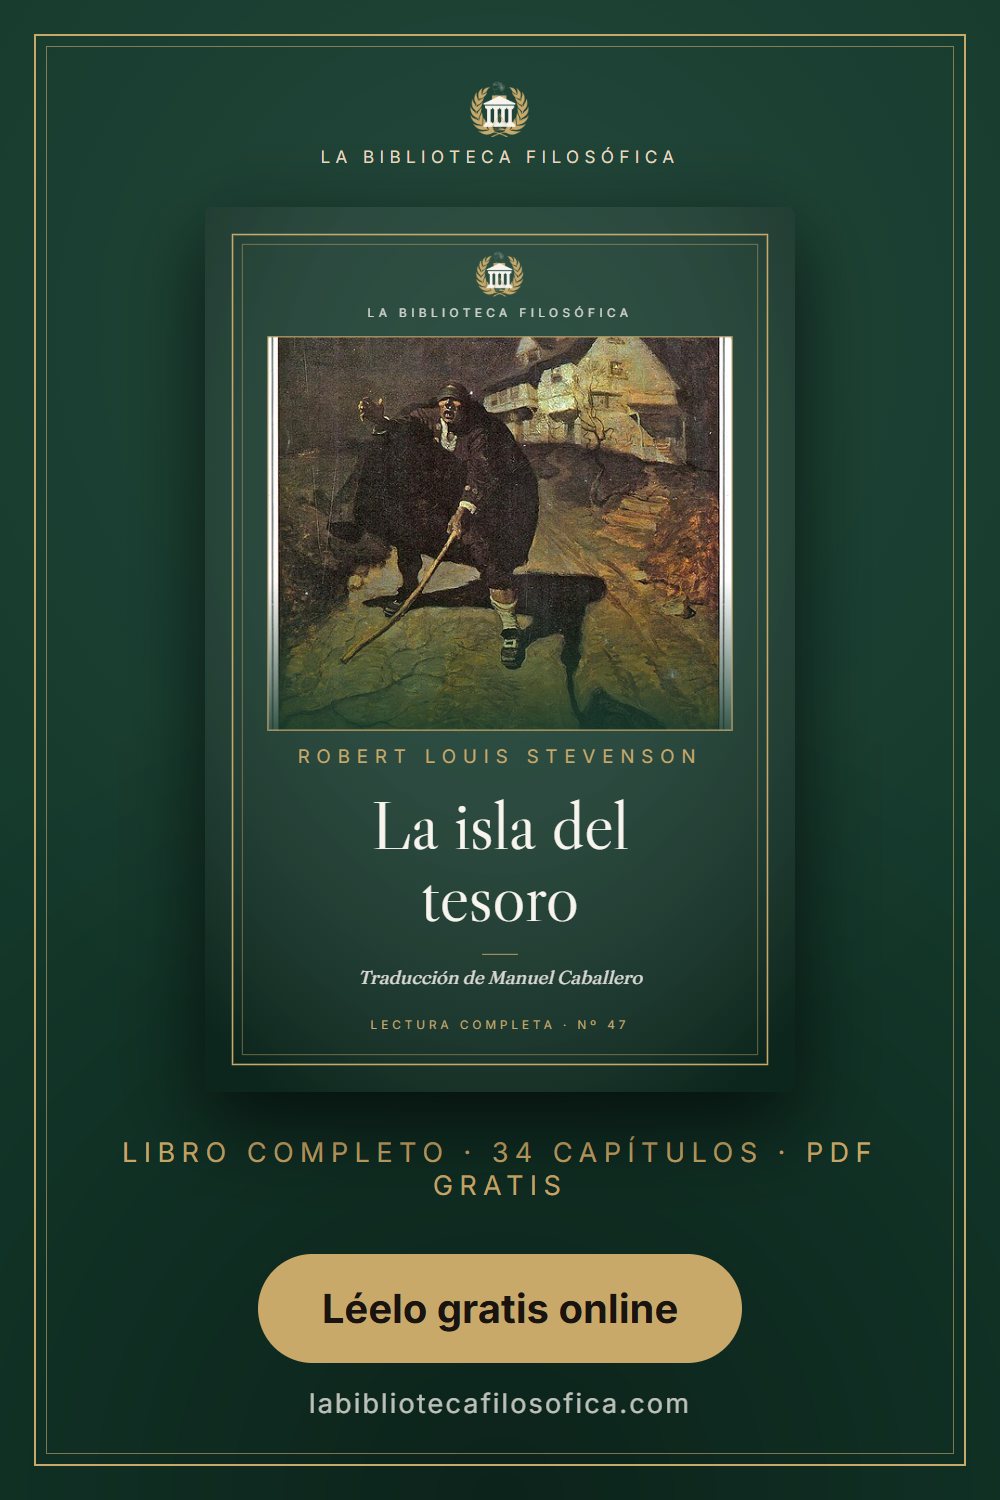 LA BIBLIOTECA FILOSÓFICA
LA BIBLIOTECA FILOSÓFICA
ROBERT LOUIS STEVENSON
La isla del
tesoro
Traducción de Manuel Caballero
LECTURA COMPLETA · Nº 47
LIBRO COMPLETO · 34 CAPÍTULOS · PDF
GRATIS
Léelo gratis online
labibliotecafilosofica.com